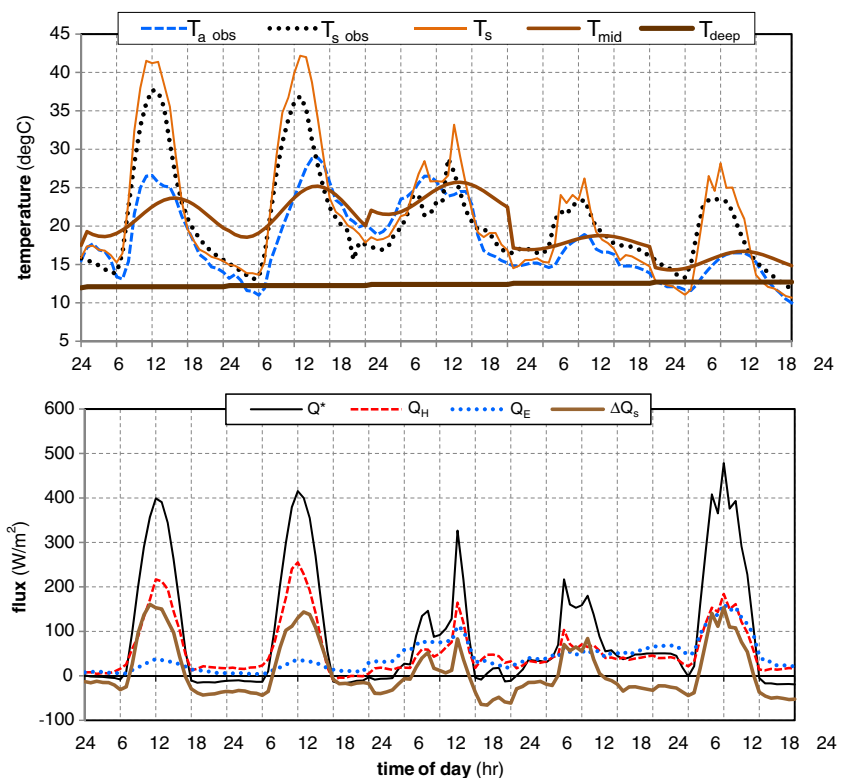 T_a obs T_s obs T_s T_mid T_deep
45
40
35
30
25
20
15
10
5
temperature (degC)
24 6 12 18 24 6 12 18 24 6 12 18 24 6 12 18 24 6 12 18 24
Q* Q_H Q_E ΔQ_s
600
500
400
300
200
100
0
-100
flux (W/m²)
24 6 12 18 24 6 12 18 24 6 12 18 24 6 12 18 24 6 12 18 24
time of day (hr)